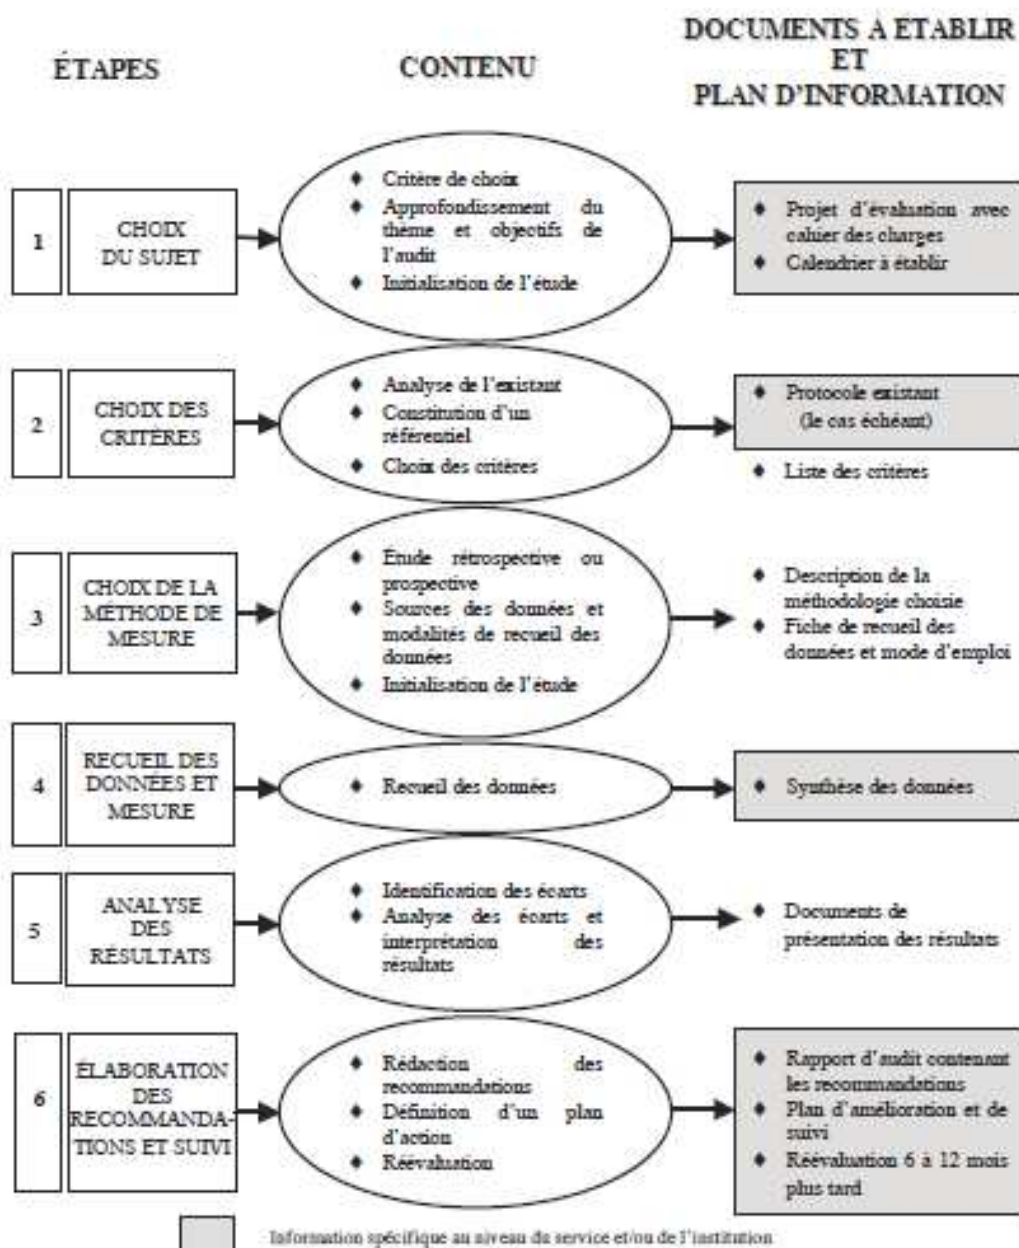 ÉTAPES
CONTENU
DOCUMENTS À ÉTABLIR
ET
PLAN D’INFORMATION
1
CHOIX
DU SUJET
♦ Critère de choix
♦ Approfondissement du
thème et objectifs de
l’audit
♦ Initialisation de l’étude
♦ Projet d’évaluation avec
cahier des charges
♦ Calendrier à établir
2
CHOIX DES
CRITÈRES
♦ Analyse de l’existant
♦ Constitution d’un
référentiel
♦ Choix des critères
♦ Protocole existant
(le cas échéant)
♦ Liste des critères
3
CHOIX DE LA
MÉTHODE DE
MESURE
♦ Étude rétrospective ou
prospective
♦ Sources des données et
modalités de recueil des
données
♦ Initialisation de l’étude
♦ Description de la
méthodologie choisie
♦ Fiche de recueil des
données et mode d’emploi
4
RECUEIL DES
DONNÉES ET
MESURE
♦ Recueil des données
♦ Synthèse des données
5
ANALYSE
DES
RÉSULTATS
♦ Identification des écarts
♦ Analyse des écarts et
interprétation des
résultats
♦ Documents de
présentation des résultats
6
ÉLABORATION
DES
RECOMMANDA-
TIONS ET SUIVI
♦ Rédaction des
recommandations
♦ Définition d’un plan
d’action
♦ Réévaluation
♦ Rapport d’audit contenant
les recommandations
♦ Plan d’amélioration et de
suivi
♦ Réévaluation 6 à 12 mois
plus tard
Information spécifique au niveau du service et/ou de l’institution